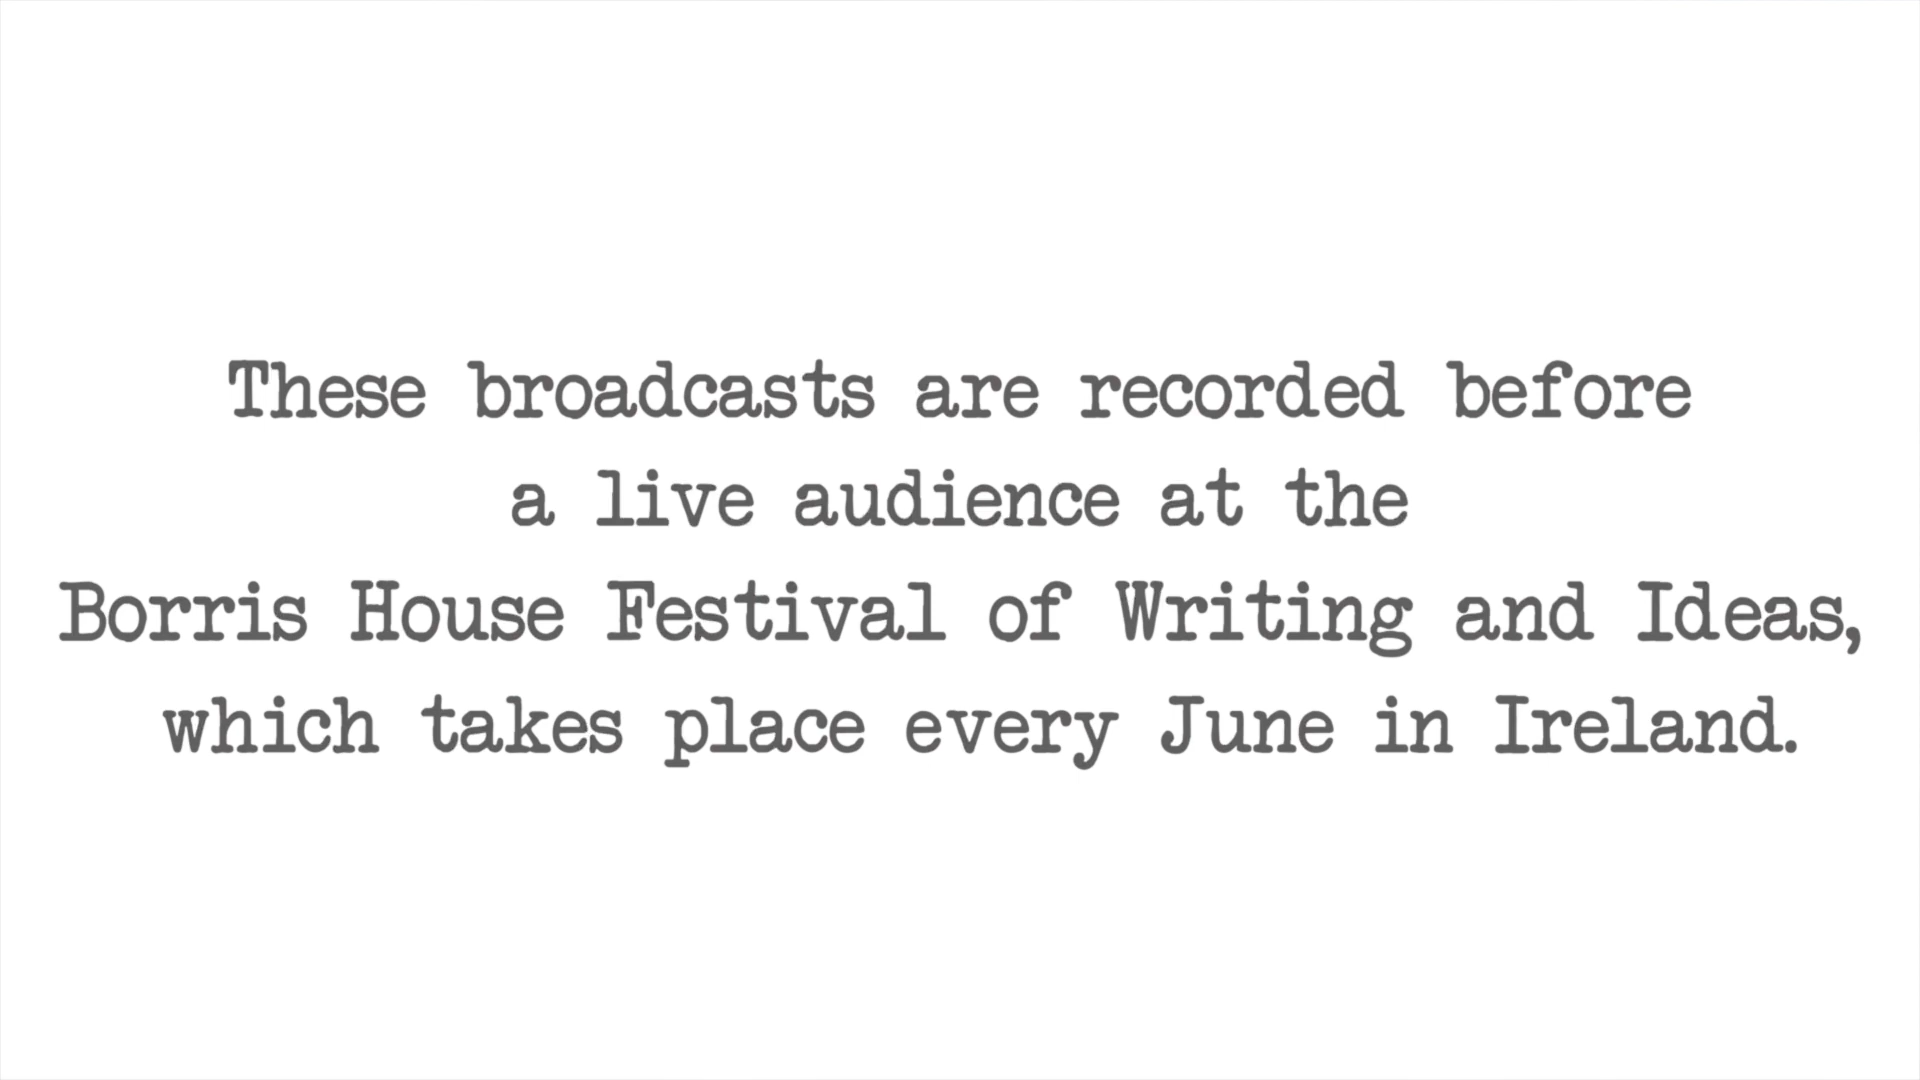 These broadcasts are recorded before
a live audience at the
Borris House Festival of Writing and Ideas,
which takes place every June in Ireland.